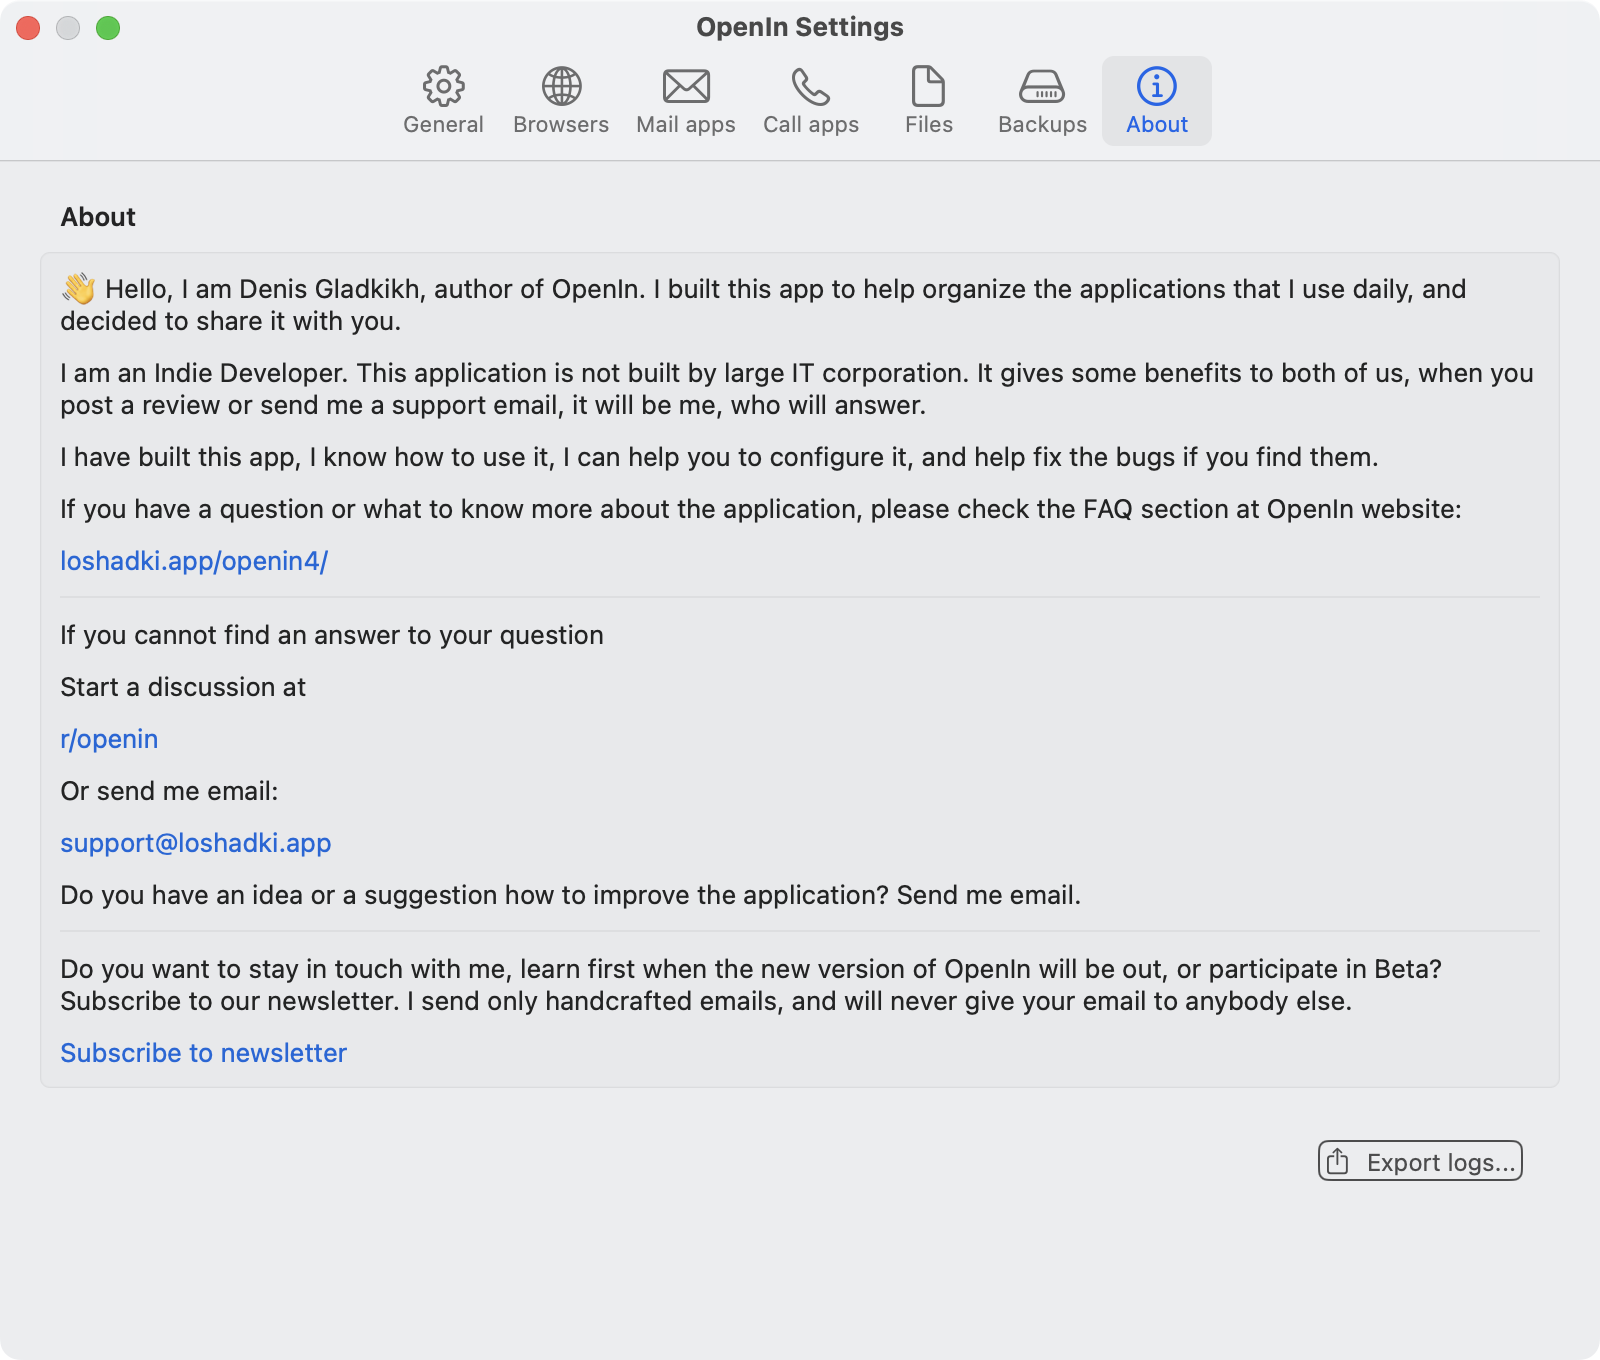 OpenIn Settings
General
Browsers
Mail apps
Call apps
Files
Backups
About
About
👋 Hello, I am Denis Gladkikh, author of OpenIn. I built this app to help organize the applications that I use daily, and
decided to share it with you.
I am an Indie Developer. This application is not built by large IT corporation. It gives some benefits to both of us, when you
post a review or send me a support email, it will be me, who will answer.
I have built this app, I know how to use it, I can help you to configure it, and help fix the bugs if you find them.
If you have a question or what to know more about the application, please check the FAQ section at OpenIn website:
loshadki.app/openin4/
If you cannot find an answer to your question
Start a discussion at
r/openin
Or send me email:
support@loshadki.app
Do you have an idea or a suggestion how to improve the application? Send me email.
Do you want to stay in touch with me, learn first when the new version of OpenIn will be out, or participate in Beta?
Subscribe to our newsletter. I send only handcrafted emails, and will never give your email to anybody else.
Subscribe to newsletter
Export logs...